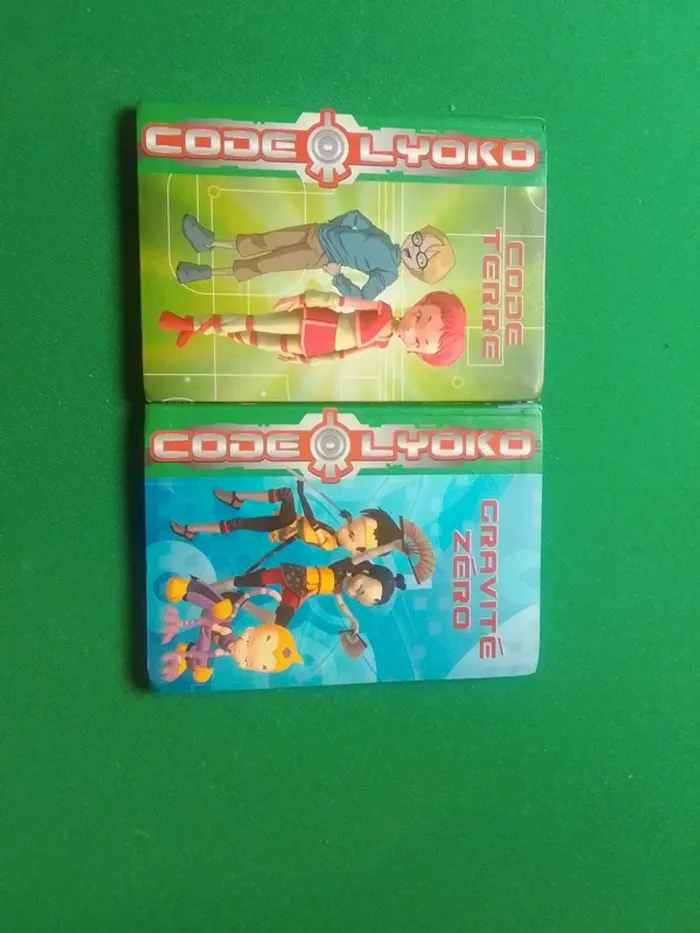 CODE LYOKO
CODE
TERRE
CODE LYOKO
GRAVITÉ
ZÉRO